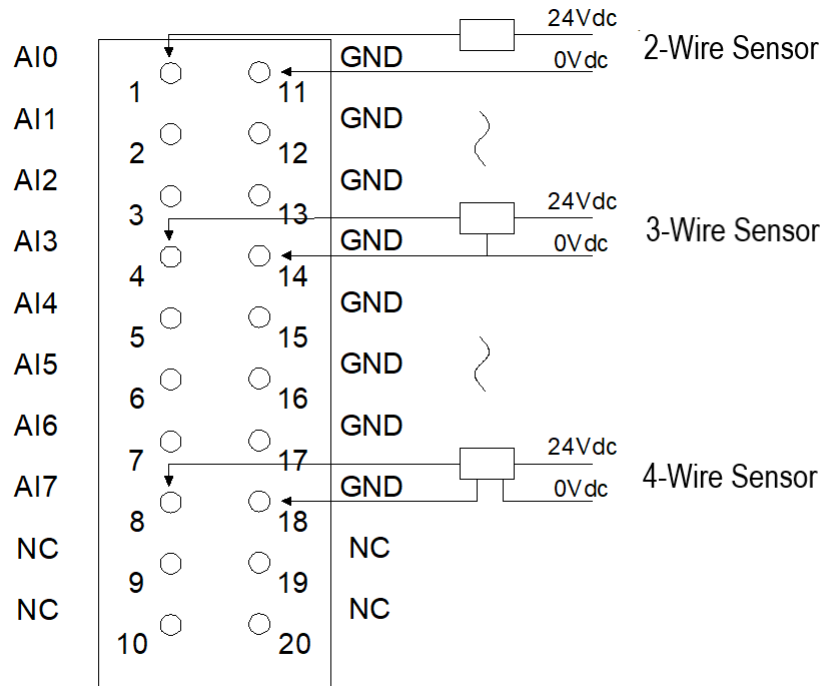 24Vdc
AI0 GND 0Vdc 2-Wire Sensor
1 11
AI1 GND
2 12
AI2 GND
3 13 24Vdc
AI3 GND 0Vdc 3-Wire Sensor
4 14
AI4 GND
5 15
AI5 GND
6 16
AI6 GND
7 17 24Vdc
AI7 GND 0Vdc 4-Wire Sensor
8 18
NC NC
9 19
NC NC
10 20